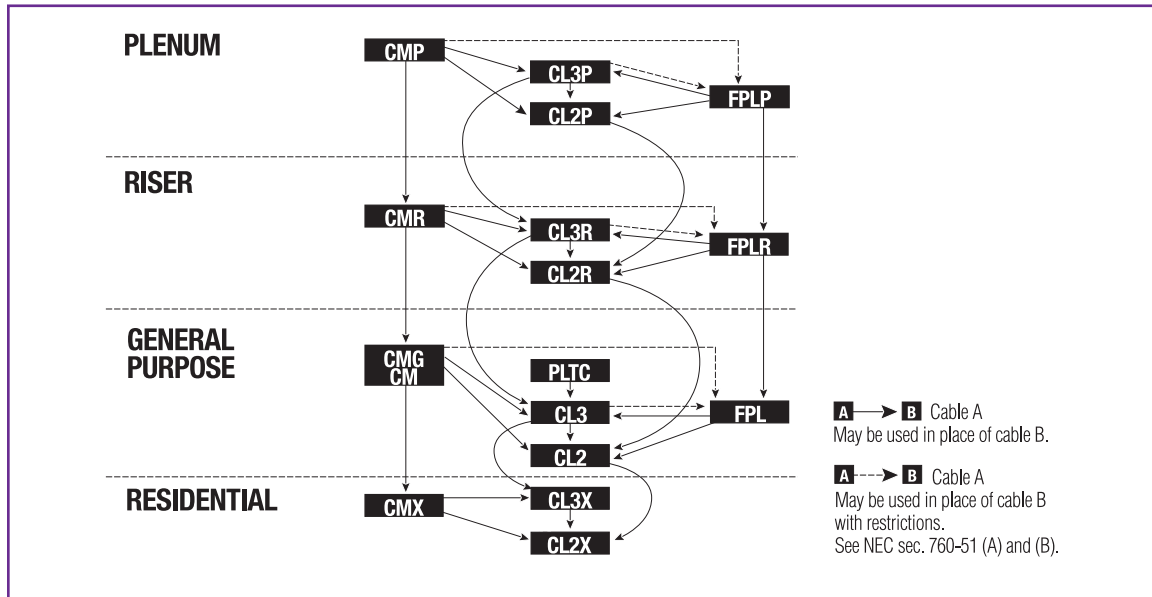 PLENUM
CMP
CL3P
FPLP
CL2P
RISER
CMR
CL3R
FPLR
CL2R
GENERAL
PURPOSE
CMG
CM
PLTC
CL3
FPL
CL2
RESIDENTIAL
CMX
CL3X
CL2X
A B Cable A
May be used in place of cable B.
A B Cable A
May be used in place of cable B
with restrictions.
See NEC sec. 760-51 (A) and (B).